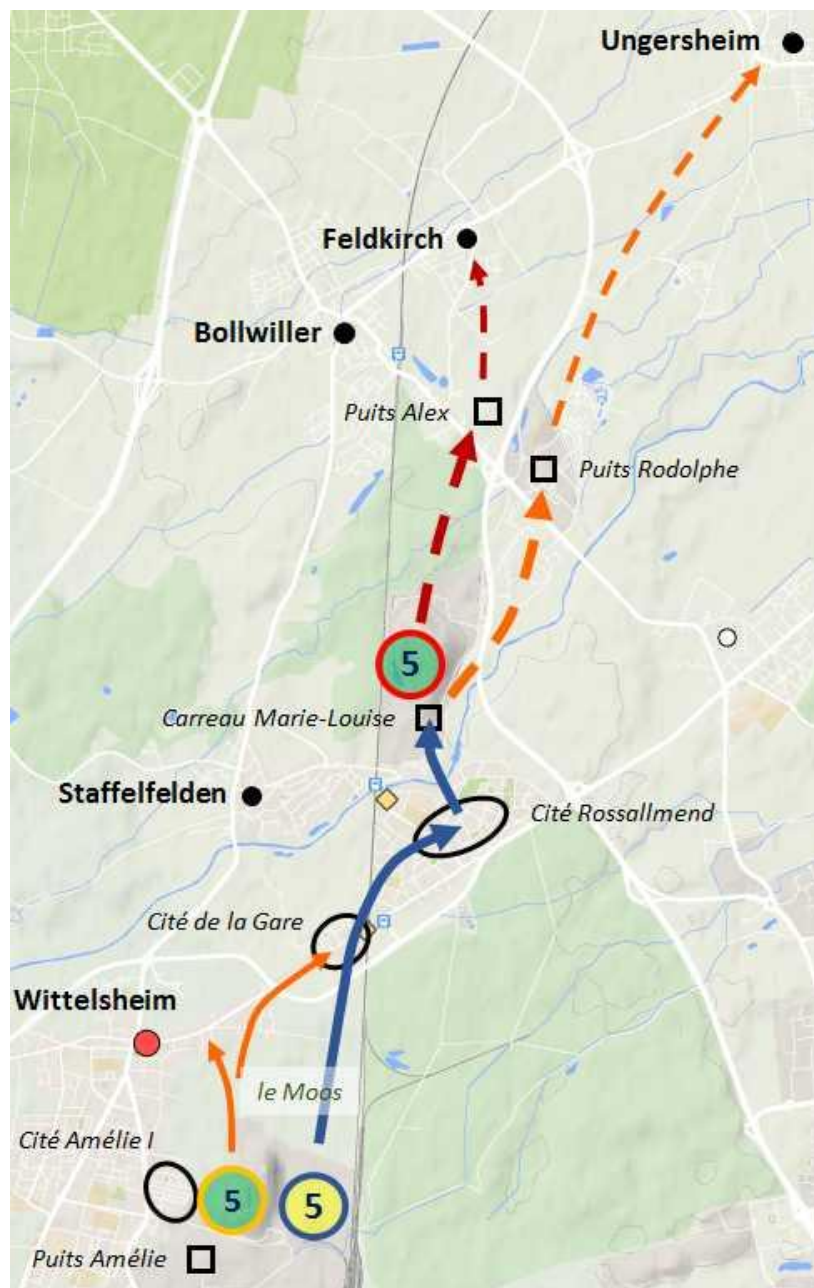 Ungersheim
Feldkirch
Bollwiller
Puits Alex
Puits Rodolphe
5
Carreau Marie-Louise
Staffelfelden
Cité Rossallmend
Cité de la Gare
Wittelsheim
le Moos
Cité Amélie I
5
5
Puits Amélie